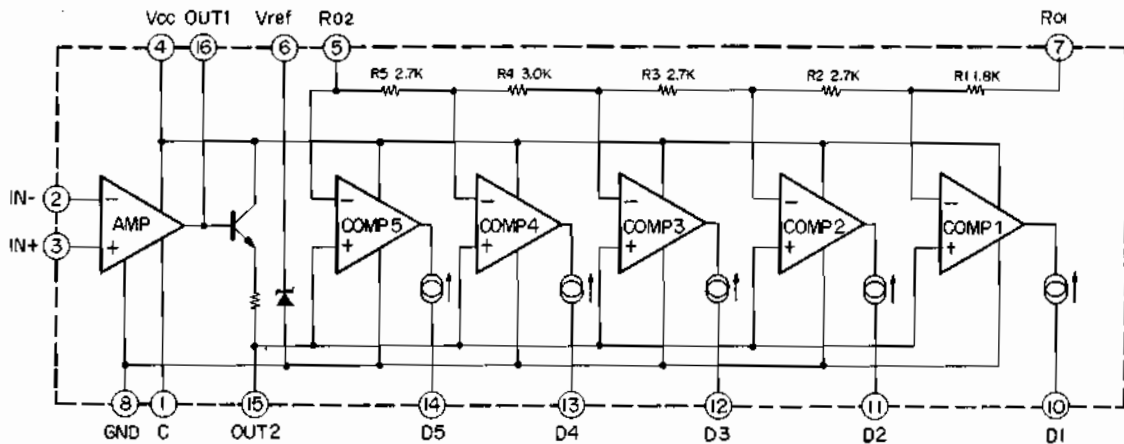 Vcc OUT1 Vref RO2 RO1
4 16 6 5 7
R5 2.7K R4 3.0K R3 2.7K R2 2.7K R1 1.8K
IN- 2 - AMP
IN+ 3 +
- COMP5 +
- COMP4 +
- COMP3 +
- COMP2 +
- COMP1 +
8 1 15 14 13 12 11 10
GND C OUT2 D5 D4 D3 D2 D1